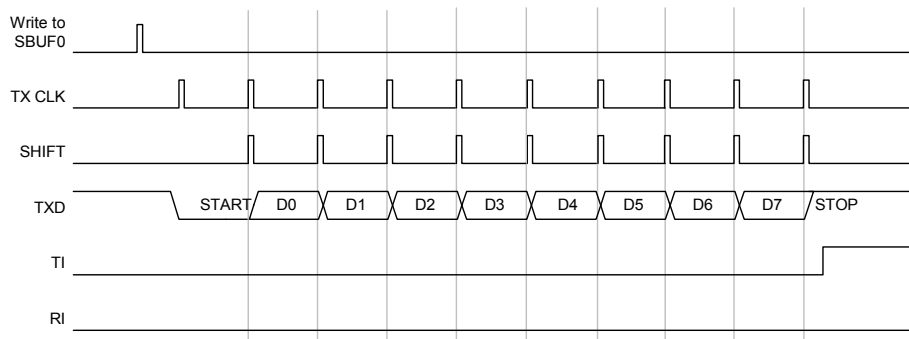 Write to
SBUF0
TX CLK
SHIFT
TXD START D0 D1 D2 D3 D4 D5 D6 D7 STOP
TI
RI